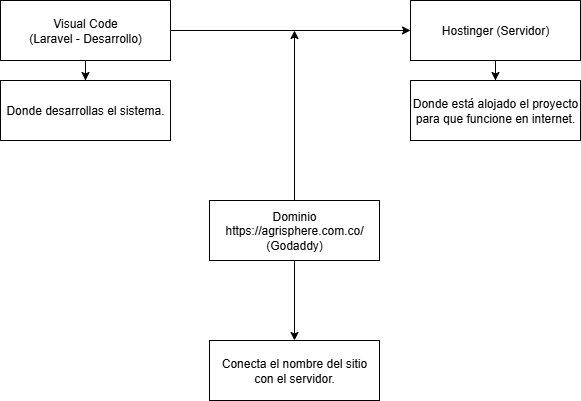 Visual Code
(Laravel - Desarrollo)
Hostinger (Servidor)
Donde desarrollas el sistema.
Donde está alojado el proyecto
para que funcione en internet.
Dominio
https://agrisphere.com.co/
(Godaddy)
Conecta el nombre del sitio
con el servidor.